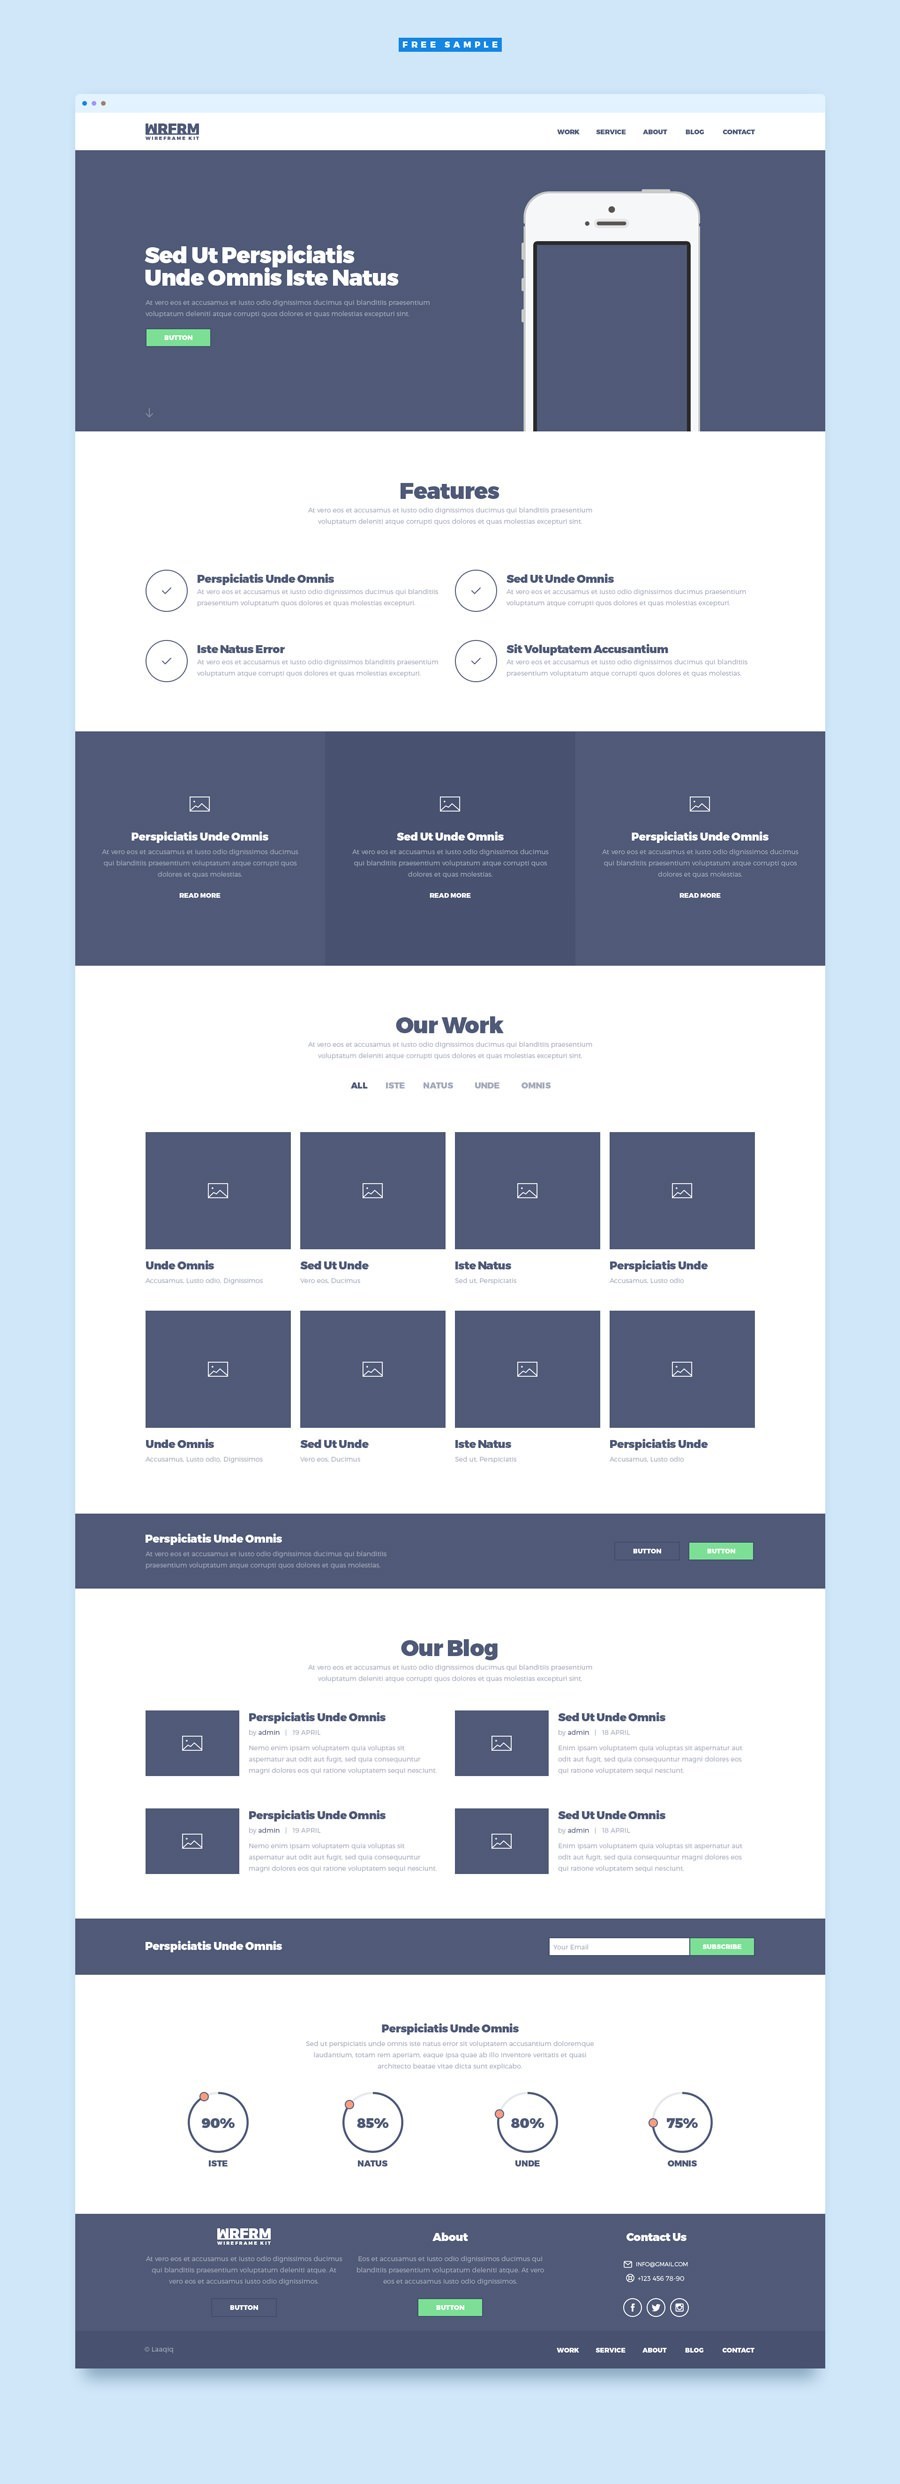 FREE SAMPLE
WRFRM
WIREFRAME KIT
WORK SERVICE ABOUT BLOG CONTACT
Sed Ut Perspiciatis
Unde Omnis Iste Natus
At vero eos et accusamus et iusto odio dignissimos ducimus qui blanditiis praesentium
voluptatum deleniti atque corrupti quos dolores et quas molestias excepturi sint.
BUTTON
Features
At vero eos et accusamus et iusto odio dignissimos ducimus qui blanditiis praesentium
voluptatum deleniti atque corrupti quos dolores et quas molestias excepturi sint.
Perspiciatis Unde Omnis
At vero eos et accusamus et iusto odio dignissimos ducimus qui blanditiis
praesentium voluptatum quos dolores et quas molestias excepturi.
Sed Ut Unde Omnis
At vero eos et accusamus et iusto odio dignissimos ducimus praesentium
voluptatum atque corrupti quos dolores et quas molestias excepturi.
Iste Natus Error
At vero eos et accusamus et iusto odio dignissimos blanditiis praesentium
voluptatum atque corrupti quos dolores et quas molestias excepturi.
Sit Voluptatem Accusantium
At vero eos et accusamus et iusto odio dignissimos ducimus qui blanditiis
praesentium voluptatum atque corrupti quos dolores et quas molestias.
Perspiciatis Unde Omnis
At vero eos et accusamus et iusto odio dignissimos ducimus
qui blanditiis praesentium voluptatum atque corrupti quos
dolores et quas molestias.
READ MORE
Sed Ut Unde Omnis
At vero eos et accusamus et iusto odio dignissimos ducimus
qui blanditiis praesentium voluptatum atque corrupti quos
dolores et quas molestias.
READ MORE
Perspiciatis Unde Omnis
At vero eos et accusamus et iusto odio dignissimos ducimus
qui blanditiis praesentium voluptatum atque corrupti quos
dolores et quas molestias.
READ MORE
Our Work
At vero eos et accusamus et iusto odio dignissimos ducimus qui blanditiis praesentium
voluptatum deleniti atque corrupti quos dolores et quas molestias excepturi sint.
ALL ISTE NATUS UNDE OMNIS
Unde Omnis
Accusamus, Lusto odio, Dignissimos
Sed Ut Unde
Vero eos, Ducimus
Iste Natus
Sed ut, Perspiciatis
Perspiciatis Unde
Accusamus, Lusto odio
Unde Omnis
Accusamus, Lusto odio, Dignissimos
Sed Ut Unde
Vero eos, Ducimus
Iste Natus
Sed ut, Perspiciatis
Perspiciatis Unde
Accusamus, Lusto odio
Perspiciatis Unde Omnis
At vero eos et accusamus et iusto odio dignissimos ducimus qui blanditiis
praesentium voluptatum atque corrupti quos dolores et quas molestias.
BUTTON
BUTTON
Our Blog
At vero eos et accusamus et iusto odio dignissimos ducimus qui blanditiis praesentium
voluptatum deleniti atque corrupti quos dolores et quas molestias excepturi sint.
Perspiciatis Unde Omnis
by admin | 19 APRIL
Nemo enim ipsam voluptatem quia voluptas sit
aspernatur aut odit aut fugit, sed quia consequuntur
magni dolores eos qui ratione voluptatem sequi nesciunt.
Sed Ut Unde Omnis
by admin | 18 APRIL
Enim ipsam voluptatem quia voluptas sit aspernatur aut
odit aut fugit, sed quia consequuntur magni dolores eos
qui ratione voluptatem sequi nesciunt.
Perspiciatis Unde Omnis
by admin | 19 APRIL
Nemo enim ipsam voluptatem quia voluptas sit
aspernatur aut odit aut fugit, sed quia consequuntur
magni dolores eos qui ratione voluptatem sequi nesciunt.
Sed Ut Unde Omnis
by admin | 18 APRIL
Enim ipsam voluptatem quia voluptas sit aspernatur aut
odit aut fugit, sed quia consequuntur magni dolores eos
qui ratione voluptatem sequi nesciunt.
Perspiciatis Unde Omnis
Your Email
SUBSCRIBE
Perspiciatis Unde Omnis
Sed ut perspiciatis unde omnis iste natus error sit voluptatem accusantium doloremque
laudantium, totam rem aperiam, eaque ipsa quae ab illo inventore veritatis et quasi
architecto beatae vitae dicta sunt explicabo.
90%
ISTE
85%
NATUS
80%
UNDE
75%
OMNIS
WRFRM
WIREFRAME KIT
At vero eos et accusamus et iusto odio dignissimos ducimus
qui blanditiis praesentium voluptatum deleniti atque. At
vero eos et accusamus iusto odio dignissimos.
BUTTON
About
Eos et accusamus et iusto odio dignissimos ducimus qui
blanditiis praesentium voluptatum deleniti atque. At vero
eos et accusamus iusto odio dignissimos.
BUTTON
Contact Us
INFO@GMAIL.COM
+123 456 78-90
© Laaqiq
WORK SERVICE ABOUT BLOG CONTACT